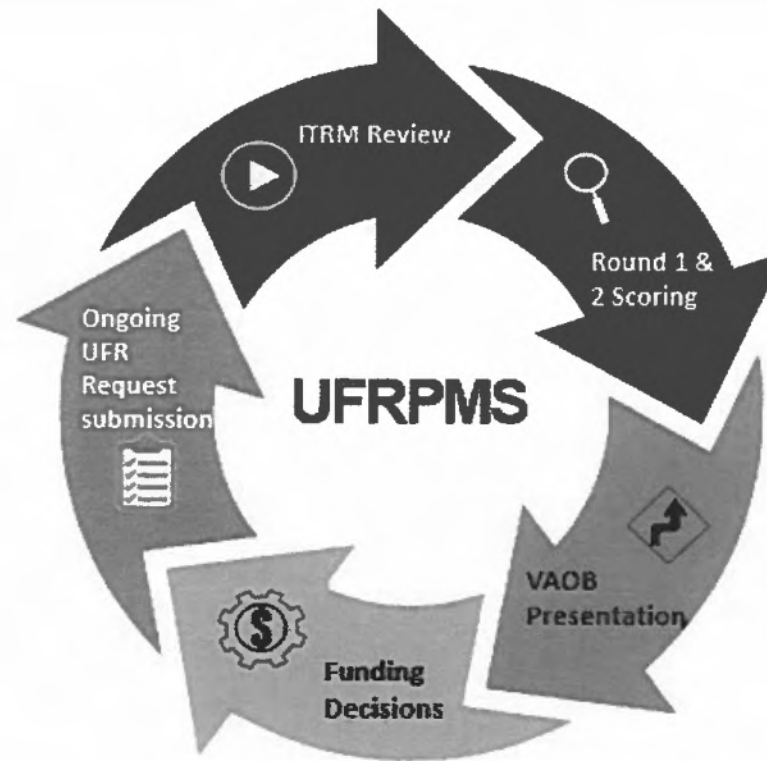 ITRM Review
Round 1 &
2 Scoring
VAOB
Presentation
Funding
Decisions
Ongoing
UFR
Request
submission
UFRPMS
$